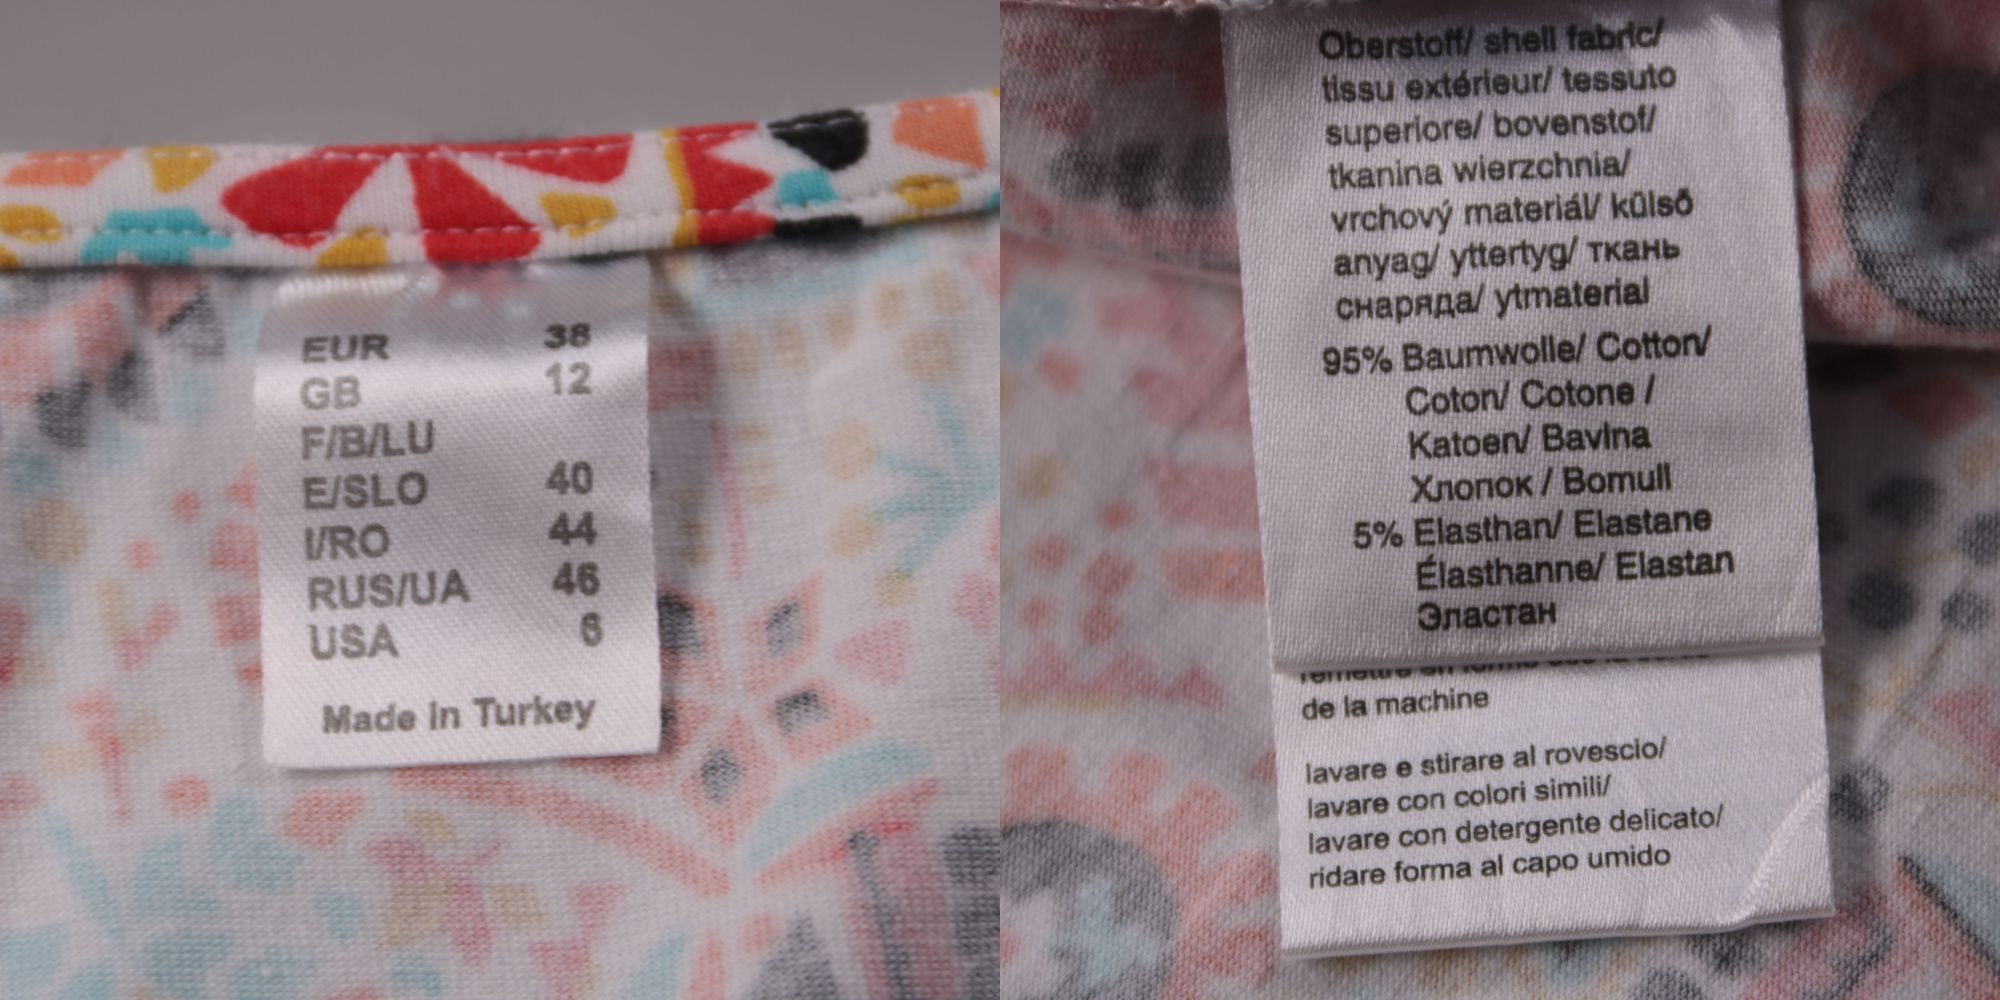 EUR 38
GB 12
F/B/LU
E/SLO 40
I/RO 44
RUS/UA 46
USA 6
Made in Turkey
Oberstoff/ shell fabric/
tissu extérieur/ tessuto
superiore/ bovenstof/
tkanina wierzchnia/
vrchový materiál/ külső
anyag/ yttertyg/ ткань
снаряда/ ytmaterial
95% Baumwolle/ Cotton/
Coton/ Cotone /
Katoen/ Bavlna
Хлопок / Bomull
5% Elasthan/ Elastane
Élasthanne/ Elastan
Эластан
de la machine
lavare e stirare al rovescio/
lavare con colori simili/
lavare con detergente delicato/
ridare forma al capo umido